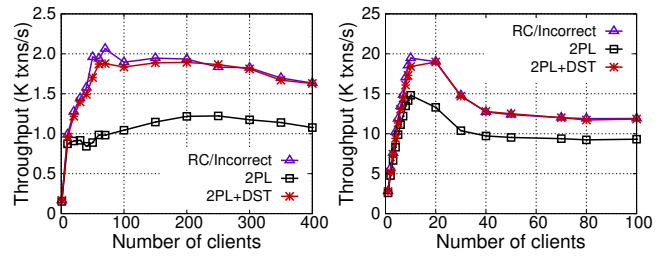 Throughput (K txns/s)
2.5
2.0
1.5
1.0
0.5
0
0 100 200 300 400
Number of clients
RC/Incorrect
2PL
2PL+DST
Throughput (K txns/s)
25
20
15
10
5
0
0 20 40 60 80 100
Number of clients
RC/Incorrect
2PL
2PL+DST